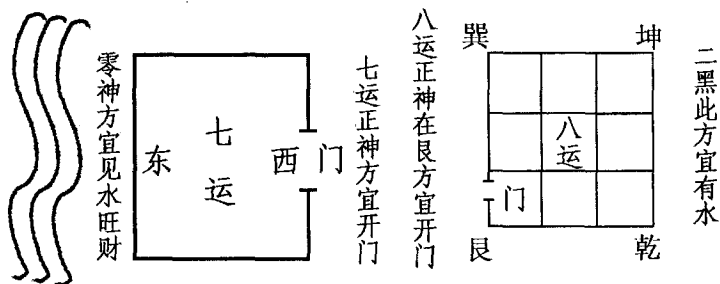 零神方宜见水旺财
东
七运
西
门
七运正神方宜开门
八运正神在艮方宜开门
巽
坤
八运
门
艮
乾
二黑此方宜有水